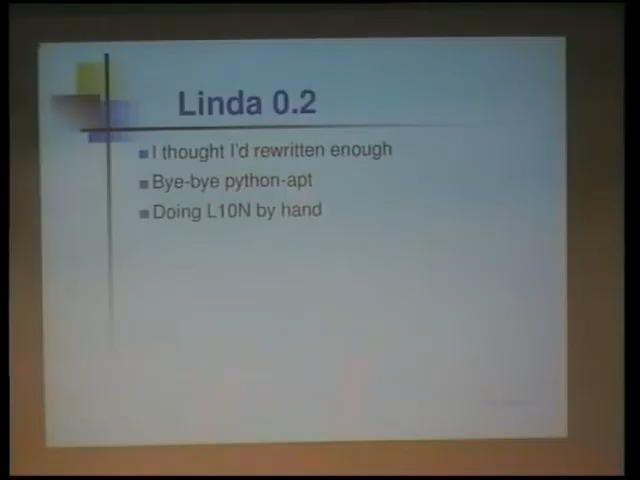 Linda 0.2
I thought I'd rewritten enough
Bye-bye python-apt
Doing L10N by hand